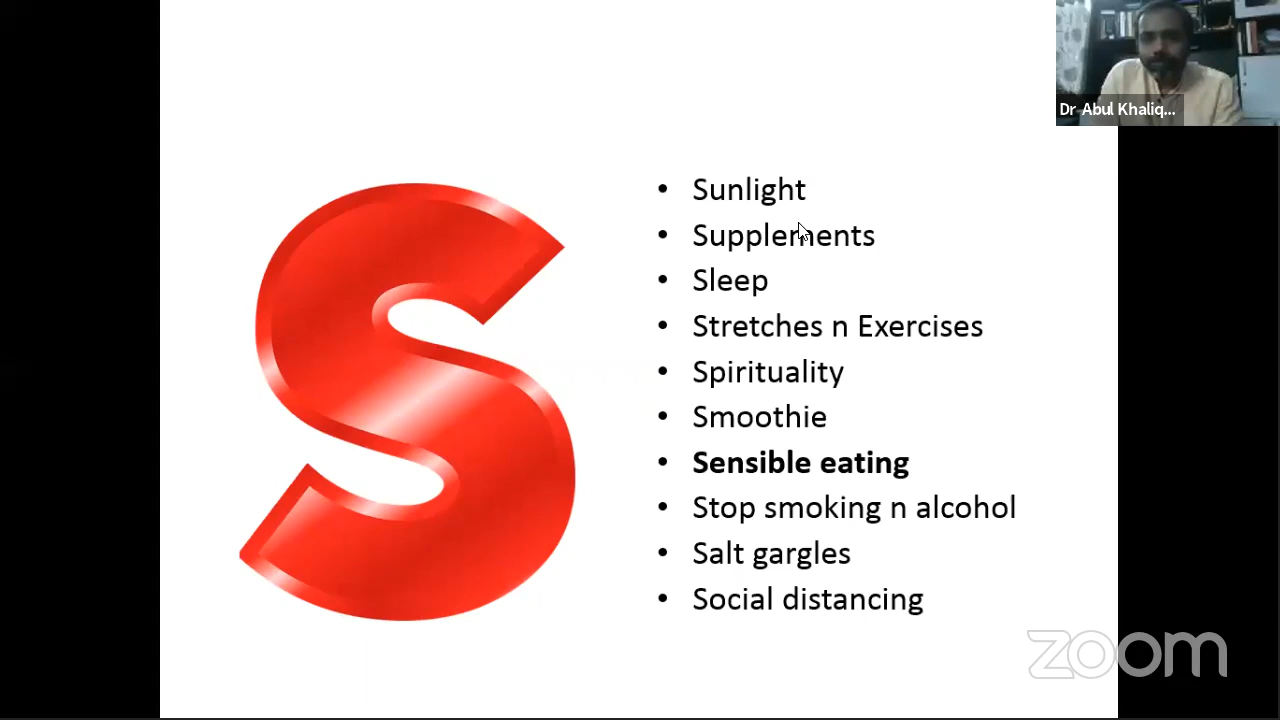 Dr Abul Khaliq...
S
• Sunlight
• Supplements
• Sleep
• Stretches n Exercises
• Spirituality
• Smoothie
• Sensible eating
• Stop smoking n alcohol
• Salt gargles
• Social distancing
zoom